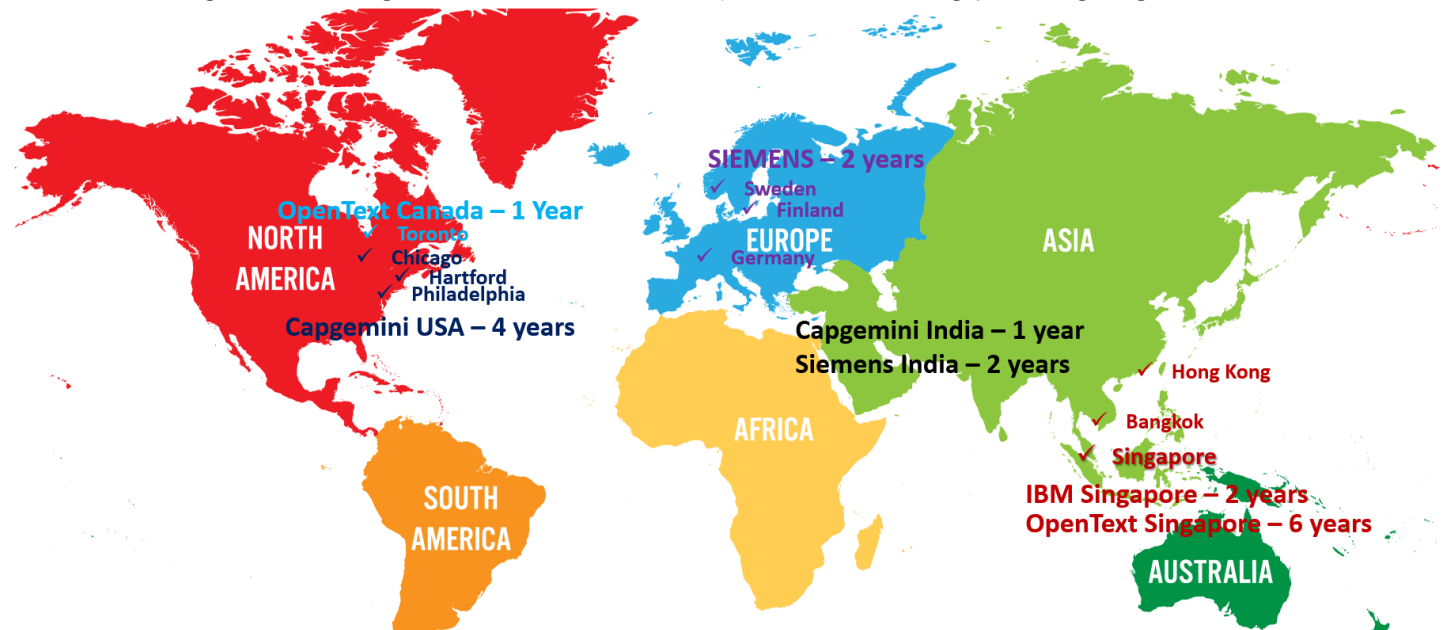 SIEMENS – 2 years
Sweden
Finland
EUROPE
Germany
OpenText Canada – 1 Year
Toronto
NORTH
AMERICA
Chicago
Hartford
Philadelphia
Capgemini USA – 4 years
ASIA
Capgemini India – 1 year
Siemens India – 2 years
Hong Kong
Bangkok
Singapore
IBM Singapore – 2 years
OpenText Singapore – 6 years
AFRICA
SOUTH
AMERICA
AUSTRALIA